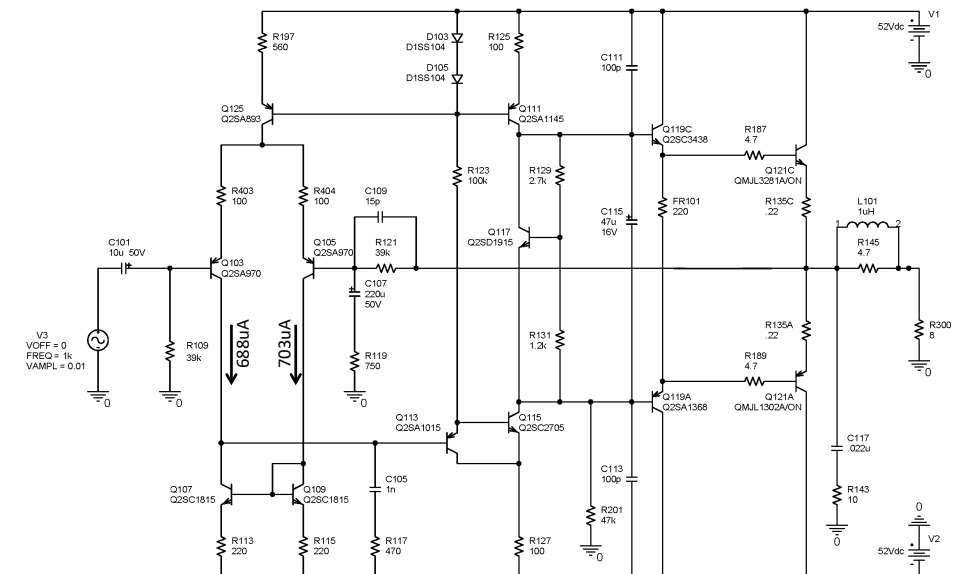 V1
52Vdc
0
R197
560
D103
D1SS104
D105
D1SS104
R125
100
C111
100p
Q125
Q2SA893
Q111
Q2SA1145
Q119C
Q2SC3438
R187
4.7
Q121C
QMJL3281A/ON
R403
100
R404
100
C109
15p
R123
100k
R129
2.7k
C115
47u
16V
FR101
220
R135C
.22
L101
1uH
1
2
R145
4.7
C101
10u 50V
Q103
Q2SA970
Q105
Q2SA970
R121
39k
C107
220u
50V
Q117
Q2SD1915
V3
VOFF = 0
FREQ = 1k
VAMPL = 0.01
0
R109
39k
0
688uA
703uA
R119
750
0
R131
1.2k
R135A
.22
R300
8
0
R189
4.7
Q121A
QMJL1302A/ON
Q119A
Q2SA1368
Q113
Q2SA1015
Q115
Q2SC2705
C117
.022u
Q107
Q2SC1815
Q109
Q2SC1815
C105
1n
C113
100p
R201
47k
0
R143
10
0
R113
220
R115
220
R117
470
R127
100
0
V2
52Vdc